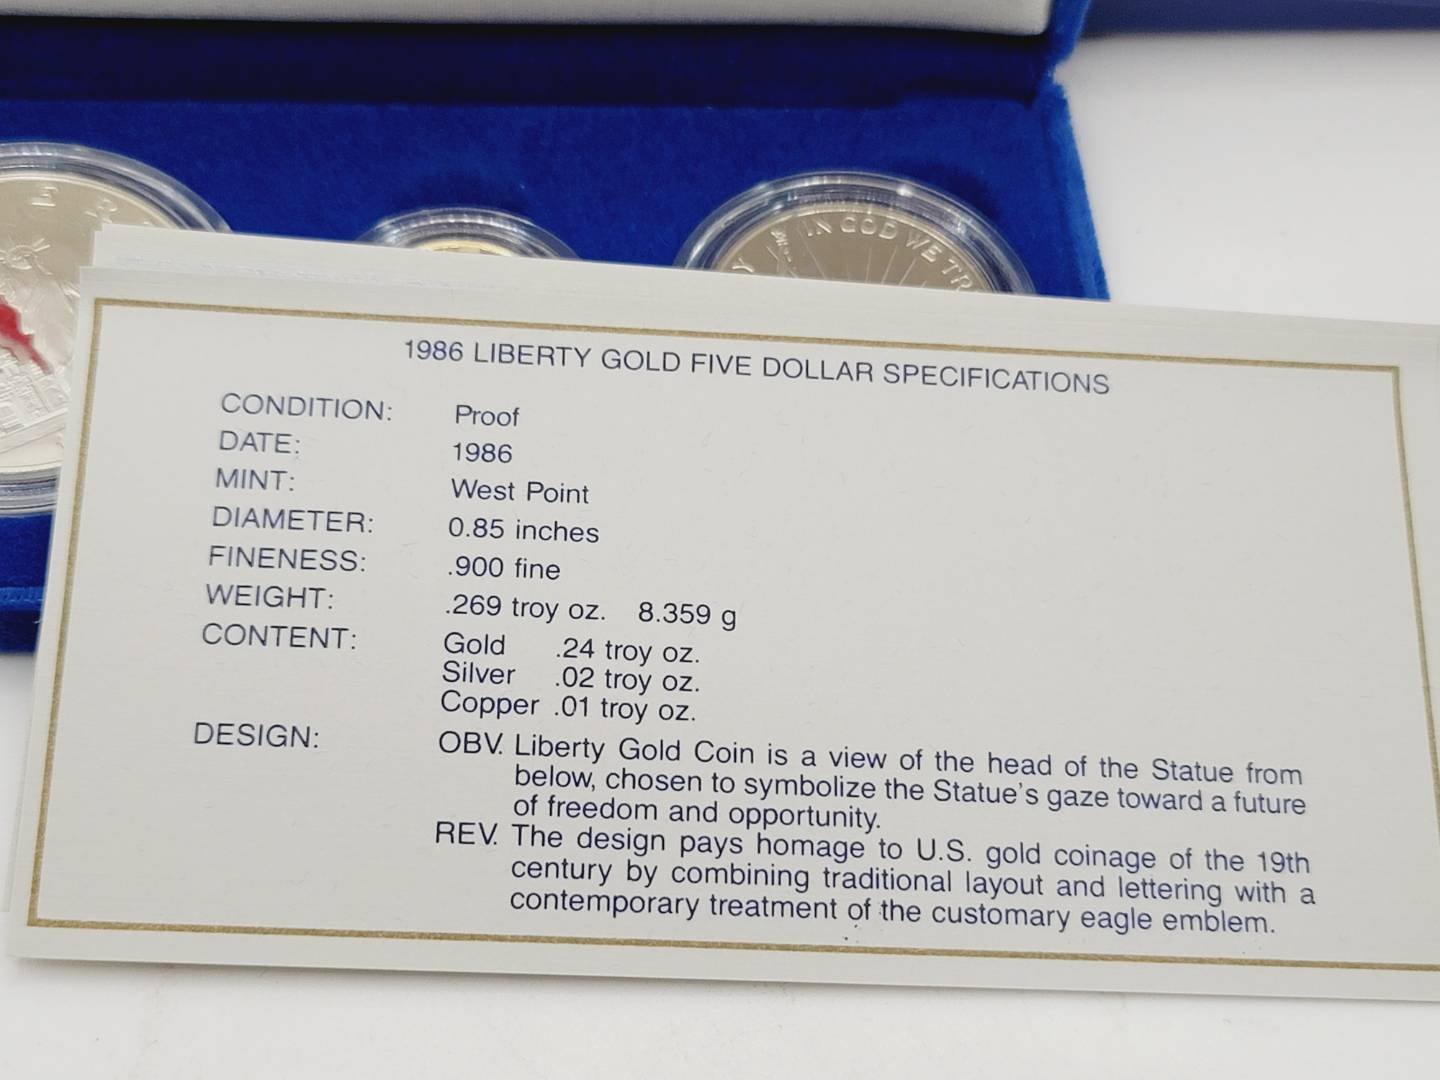 IN GOD WE TR
1986 LIBERTY GOLD FIVE DOLLAR SPECIFICATIONS
CONDITION: Proof
DATE: 1986
MINT: West Point
DIAMETER: 0.85 inches
FINENESS: .900 fine
WEIGHT: .269 troy oz. 8.359 g
CONTENT: Gold .24 troy oz.
Silver .02 troy oz.
Copper .01 troy oz.
DESIGN: OBV. Liberty Gold Coin is a view of the head of the Statue from
below, chosen to symbolize the Statue's gaze toward a future
of freedom and opportunity.
REV. The design pays homage to U.S. gold coinage of the 19th
century by combining traditional layout and lettering with a
contemporary treatment of the customary eagle emblem.